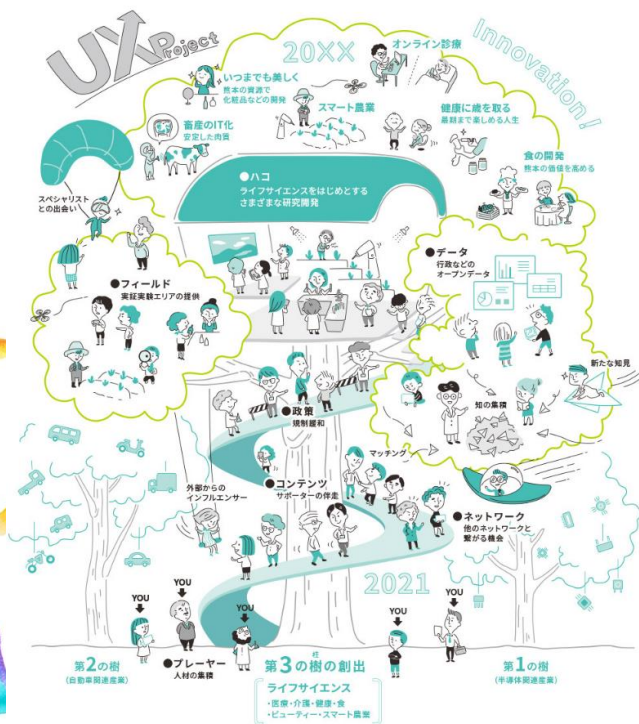 UX Project
20XX
Innovation!
オンライン診療
いつまでも美しく
熊本の資源で
化粧品などの開発
スマート農業
健康に歳を取る
最期まで楽しめる人生
畜産のIT化
安定した肉質
食の開発
熊本の価値を高める
●ハコ
ライフサイエンスをはじめとする
さまざまな研究開発
スペシャリスト
との出会い
●データ
行政などの
オープンデータ
●フィールド
実証実験エリアの提供
新たな知見
知の集積
●政策
規制緩和
マッチング
●コンテンツ
サポーターの伴走
外部からの
インフルエンサー
●ネットワーク
他のネットワークと
繋がる機会
2021
YOU
YOU
YOU
YOU
YOU
●プレーヤー
人材の集積
第2の樹
(自動車関連産業)
第3の樹の創出
柱
ライフサイエンス
・医療・介護・健康・食
・ビューティー・スマート農業
第1の樹
(半導体関連産業)